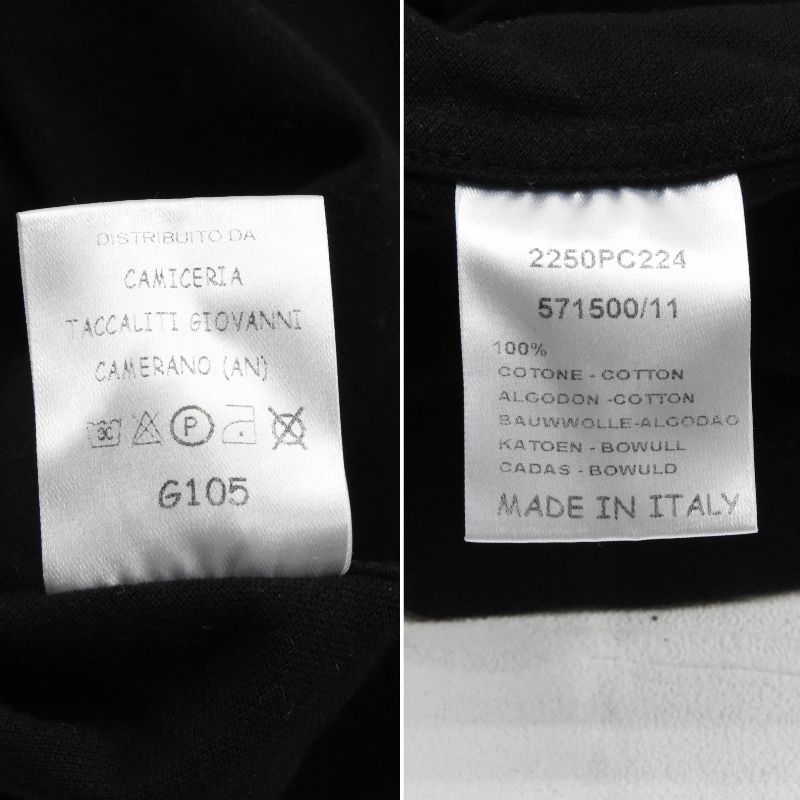 DISTRIBUITO DA
CAMICERIA
TACCALITI GIOVANNI
CAMERANO (AN)
30
P
G105
2250PC224
571500/11
100%
COTONE - COTTON
ALGODON - COTTON
BAUWWOLLE - ALGODAO
KATOEN - BOWULL
CADAS - BOWULD
MADE IN ITALY